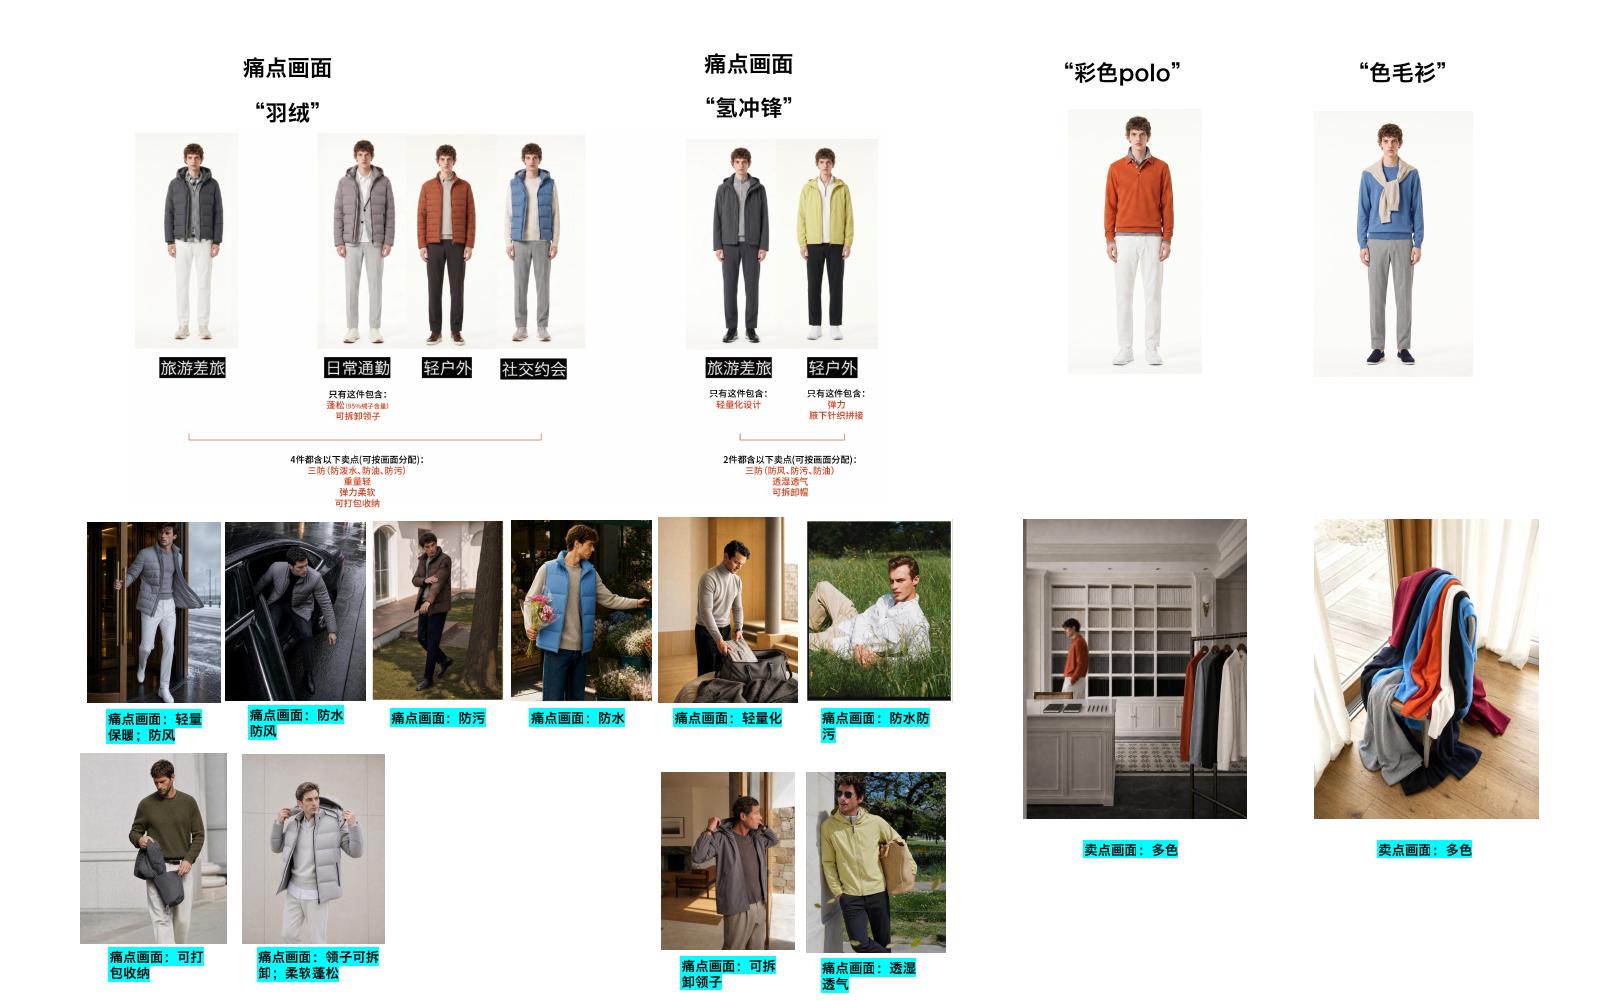 痛点画面
“羽绒”
痛点画面
“氢冲锋”
“彩色polo”
“色毛衫”
旅游差旅
日常通勤
轻户外
社交约会
旅游差旅
轻户外
只有这件包含：
蓬松(95%绒子含量)
可拆卸领子
只有这件包含：
轻量化设计
只有这件包含：
弹力
腋下针织拼接
4件都含以下卖点(可按画面分配)：
三防（防泼水、防油、防污）
重量轻
弹力柔软
可打包收纳
2件都含以下卖点(可按画面分配)：
三防（防风、防污、防油）
透湿透气
可拆卸帽
痛点画面：轻量
保暖；防风
痛点画面：防水
防风
痛点画面：防污
痛点画面：防水
痛点画面：轻量化
痛点画面：防水防
污
卖点画面：多色
卖点画面：多色
痛点画面：可打
包收纳
痛点画面：领子可拆
卸；柔软蓬松
痛点画面：可拆
卸领子
痛点画面：透湿
透气